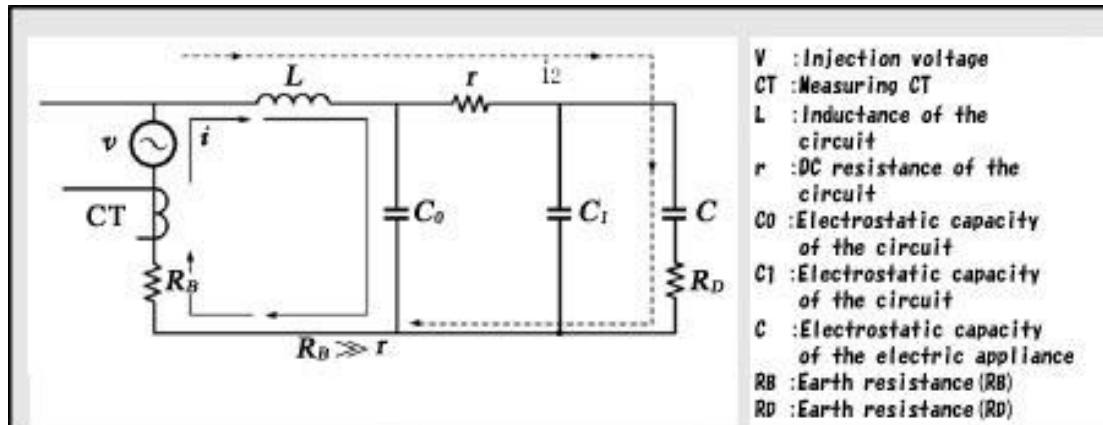 L
r
i2
v
i
CT
C0
C1
C
RB
RD
RB ≫ r
V :Injection voltage
CT :Measuring CT
L :Inductance of the
circuit
r :DC resistance of the
circuit
C0 :Electrostatic capacity
of the circuit
C1 :Electrostatic capacity
of the circuit
C :Electrostatic capacity
of the electric appliance
RB :Earth resistance(RB)
RD :Earth resistance(RD)